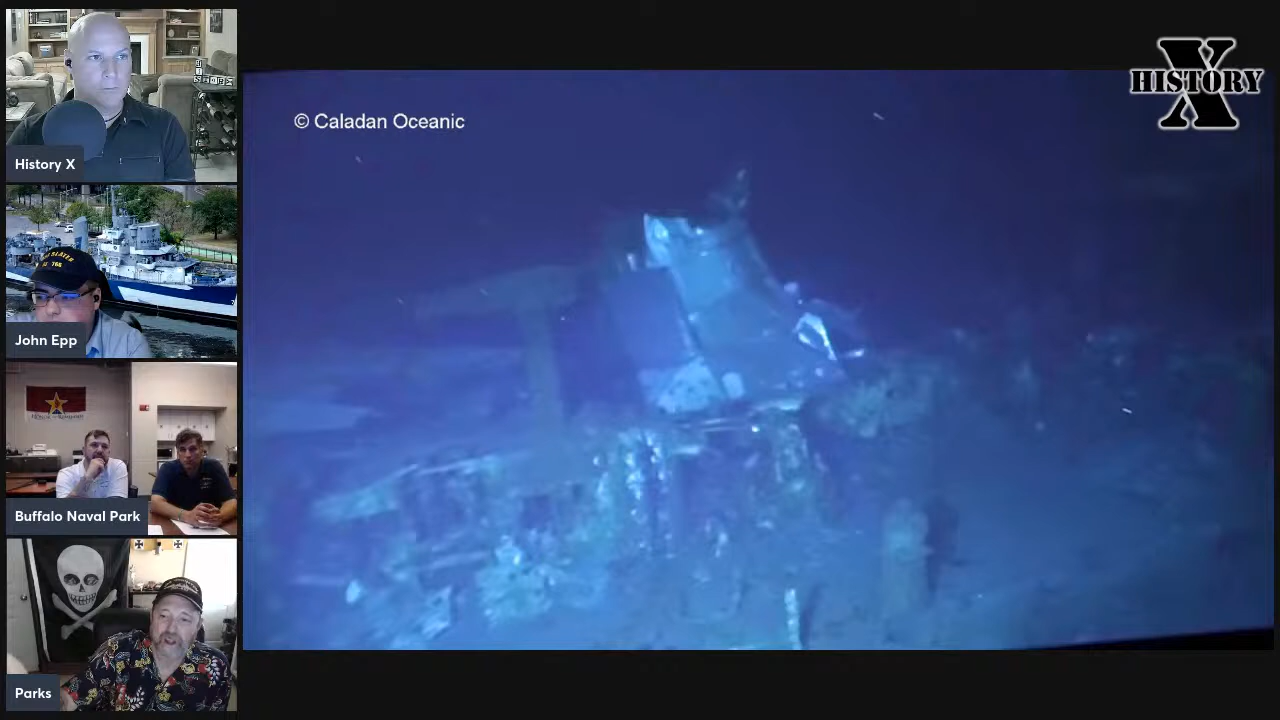 History X
John Epp
Buffalo Naval Park
Parks
© Caladan Oceanic
HISTORY
X